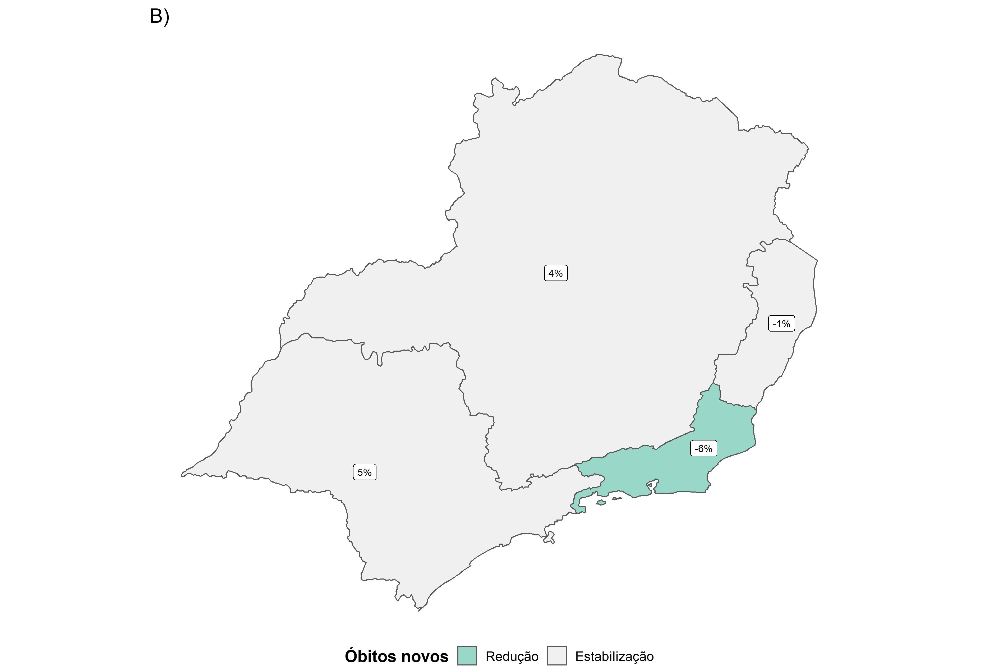 B)
4%
-1%
-6%
5%
Óbitos novos Redução Estabilização